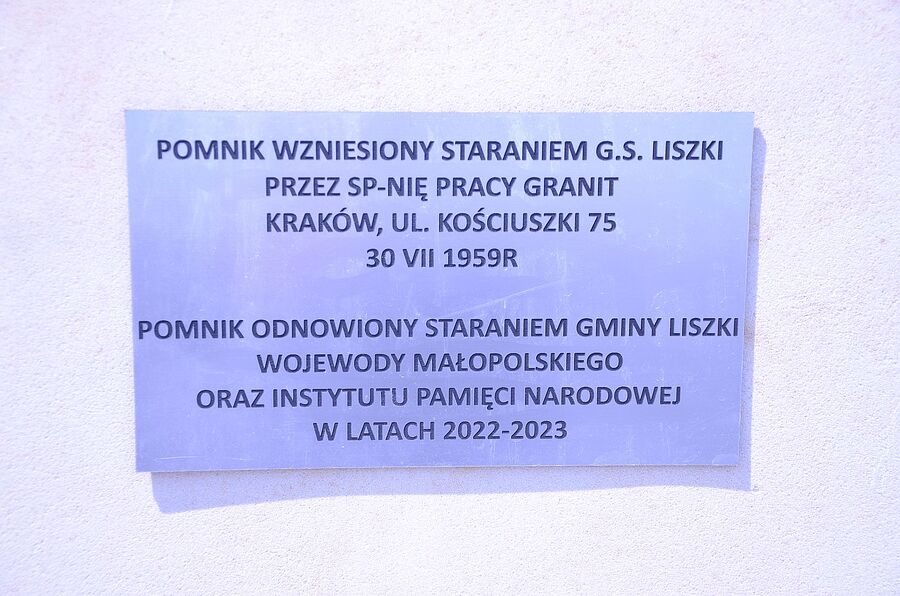 POMNIK WZNIESIONY STARANIEM G.S. LISZKI
PRZEZ SP-NIĘ PRACY GRANIT
KRAKÓW, UL. KOŚCIUSZKI 75
30 VII 1959R
POMNIK ODNOWIONY STARANIEM GMINY LISZKI
WOJEWODY MAŁOPOLSKIEGO
ORAZ INSTYTUTU PAMIĘCI NARODOWEJ
W LATACH 2022-2023